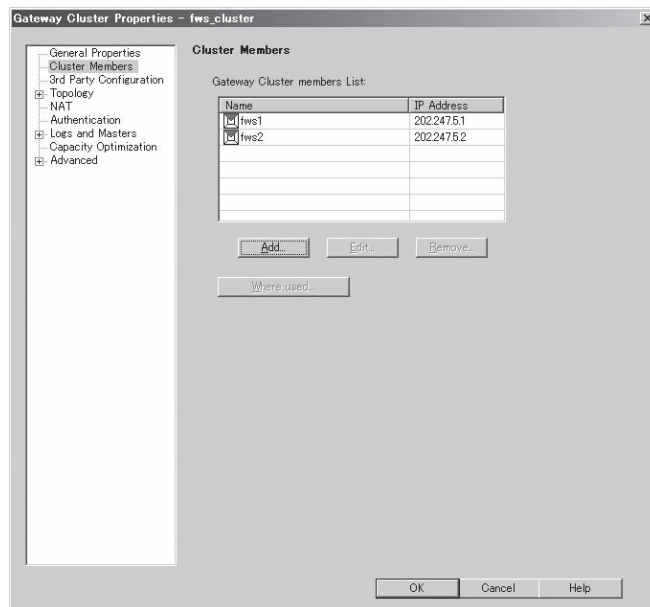 Gateway Cluster Properties - fws_cluster
General Properties
Cluster Members
3rd Party Configuration
Topology
NAT
Authentication
Logs and Masters
Capacity Optimization
Advanced
Cluster Members
Gateway Cluster members List:
Name IP Address
fws1 202.247.5.1
fws2 202.247.5.2
Add... Edit... Remove...
Where used...
OK Cancel Help